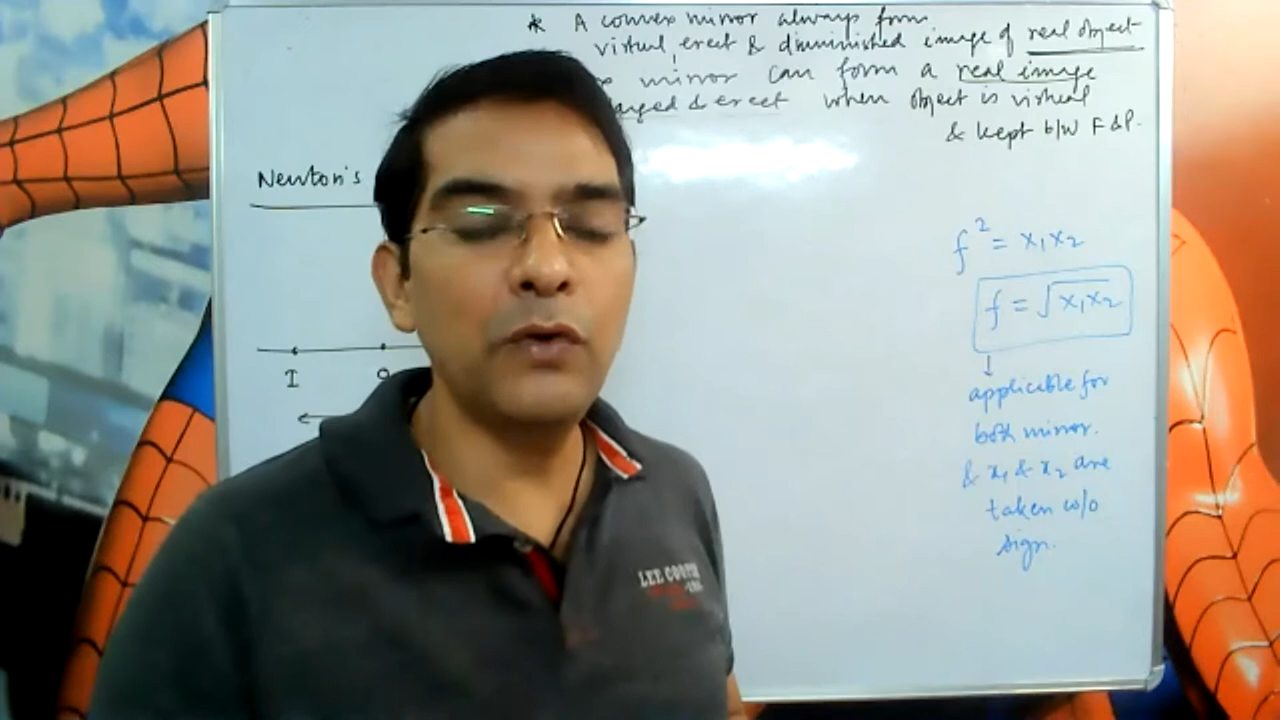 * A convex mirror always form
virtual, erect & diminished image of real object
mirror can form a real image
& erect when object is virtual
& kept b/w F & P.
Newton's
f² = x₁x₂
f = √x₁x₂
↓
applicable for
both mirror.
& x₁ & x₂ are
taken w/o
sign.
I
←
LEE COOPER